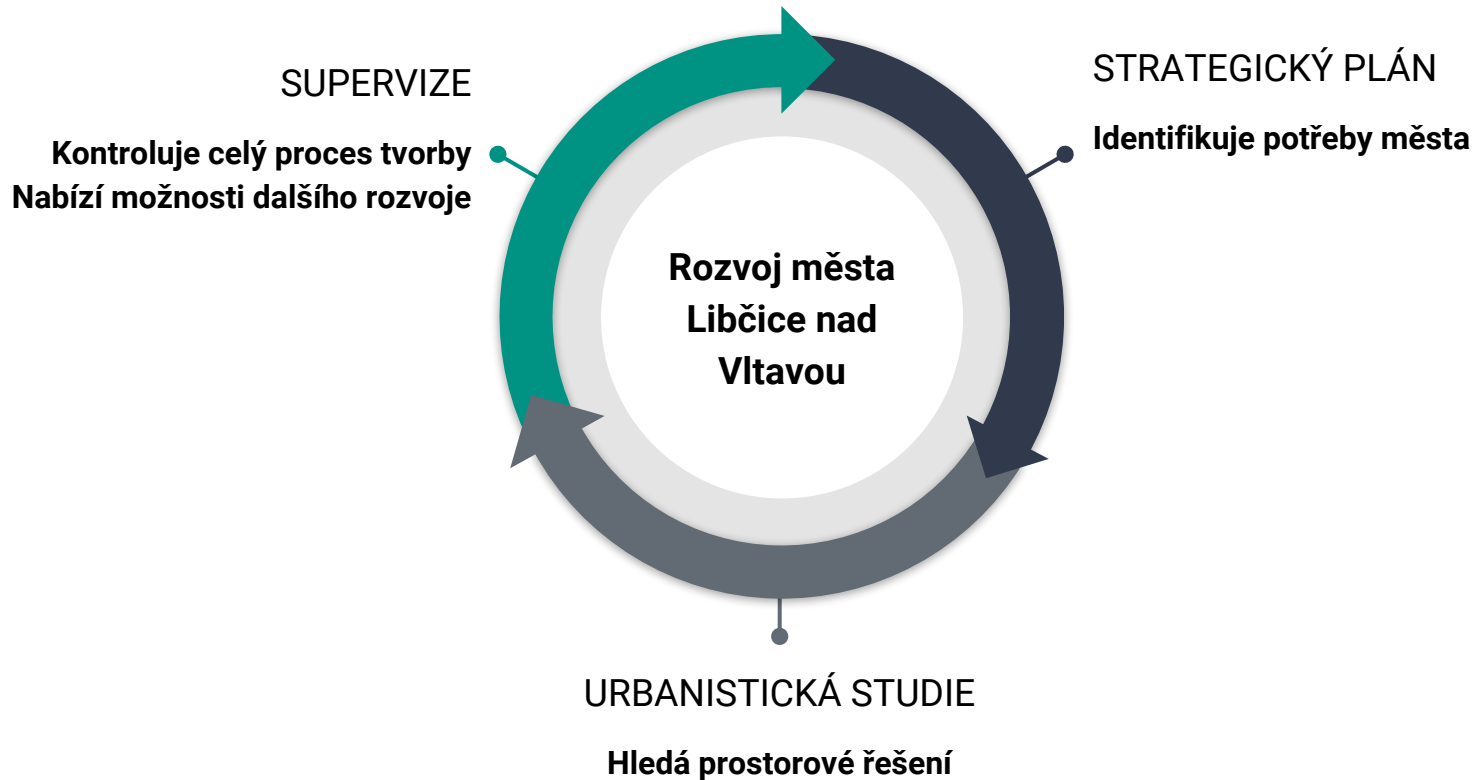 SUPERVIZE
Kontroluje celý proces tvorby
Nabízí možnosti dalšího rozvoje
STRATEGICKÝ PLÁN
Identifikuje potřeby města
Rozvoj města
Libčice nad
Vltavou
URBANISTICKÁ STUDIE
Hledá prostorové řešení